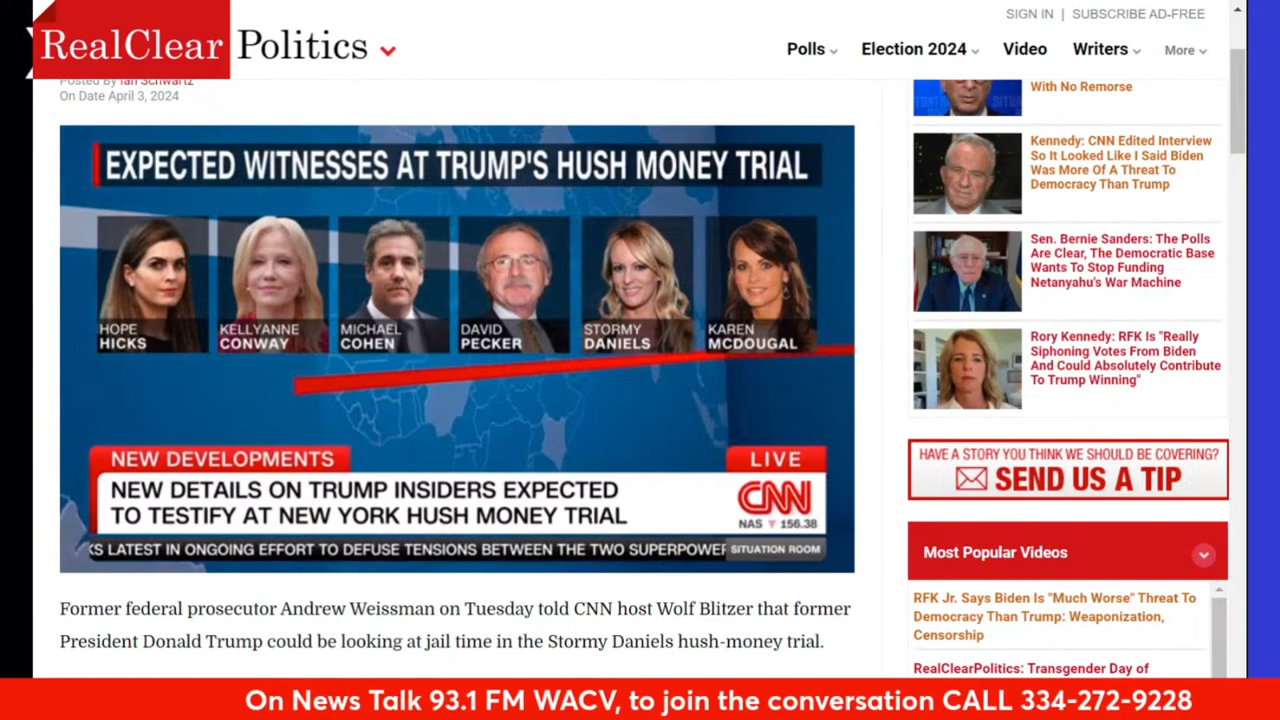 SIGN IN | SUBSCRIBE AD-FREE
RealClear Politics
Polls Election 2024 Video Writers More
Posted By Ian Schwartz
On Date April 3, 2024
EXPECTED WITNESSES AT TRUMP'S HUSH MONEY TRIAL
HOPE
HICKS
KELLYANNE
CONWAY
MICHAEL
COHEN
DAVID
PECKER
STORMY
DANIELS
KAREN
MCDOUGAL
NEW DEVELOPMENTS
LIVE
NEW DETAILS ON TRUMP INSIDERS EXPECTED
TO TESTIFY AT NEW YORK HUSH MONEY TRIAL
CNN
NAS ▼ 156.38
KS LATEST IN ONGOING EFFORT TO DEFUSE TENSIONS BETWEEN THE TWO SUPERPOWER
SITUATION ROOM
Former federal prosecutor Andrew Weissman on Tuesday told CNN host Wolf Blitzer that former
President Donald Trump could be looking at jail time in the Stormy Daniels hush-money trial.
With No Remorse
Kennedy: CNN Edited Interview
So It Looked Like I Said Biden
Was More Of A Threat To
Democracy Than Trump
Sen. Bernie Sanders: The Polls
Are Clear, The Democratic Base
Wants To Stop Funding
Netanyahu's War Machine
Rory Kennedy: RFK Is "Really
Siphoning Votes From Biden
And Could Absolutely Contribute
To Trump Winning"
HAVE A STORY YOU THINK WE SHOULD BE COVERING?
SEND US A TIP
Most Popular Videos
RFK Jr. Says Biden Is "Much Worse" Threat To
Democracy Than Trump: Weaponization,
Censorship
RealClearPolitics: Transgender Day of
On News Talk 93.1 FM WACV, to join the conversation CALL 334-272-9228